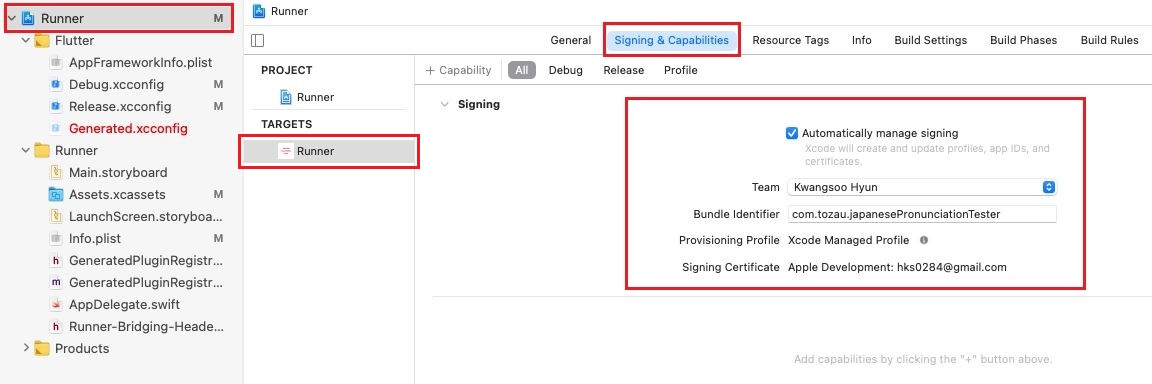 Runner M
Flutter
AppFrameworkInfo.plist
Debug.xcconfig M
Release.xcconfig M
Generated.xcconfig
Runner
Main.storyboard
Assets.xcassets M
LaunchScreen.storyboa...
Info.plist M
h GeneratedPluginRegistr...
m GeneratedPluginRegistr...
AppDelegate.swift
h Runner-Bridging-Heade...
Products
Runner
General Signing & Capabilities Resource Tags Info Build Settings Build Phases Build Rules
+ Capability All Debug Release Profile
PROJECT
Runner
TARGETS
Runner
Signing
Automatically manage signing
Xcode will create and update profiles, app IDs, and
certificates.
Team Kwangsoo Hyun
Bundle Identifier com.tozau.japanesePronunciationTester
Provisioning Profile Xcode Managed Profile
Signing Certificate Apple Development: hks0284@gmail.com
Add capabilities by clicking the "+" button above.